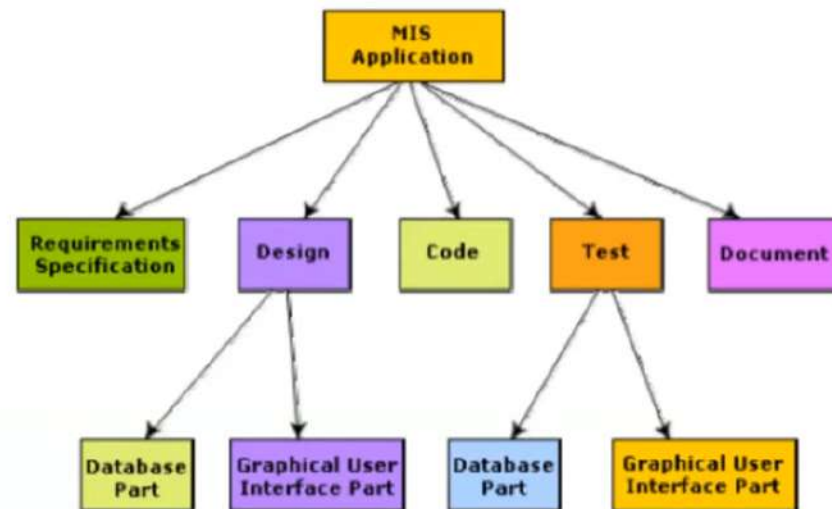 MIS
Application
Requirements
Specification
Design
Code
Test
Document
Database
Part
Graphical User
Interface Part
Database
Part
Graphical User
Interface Part